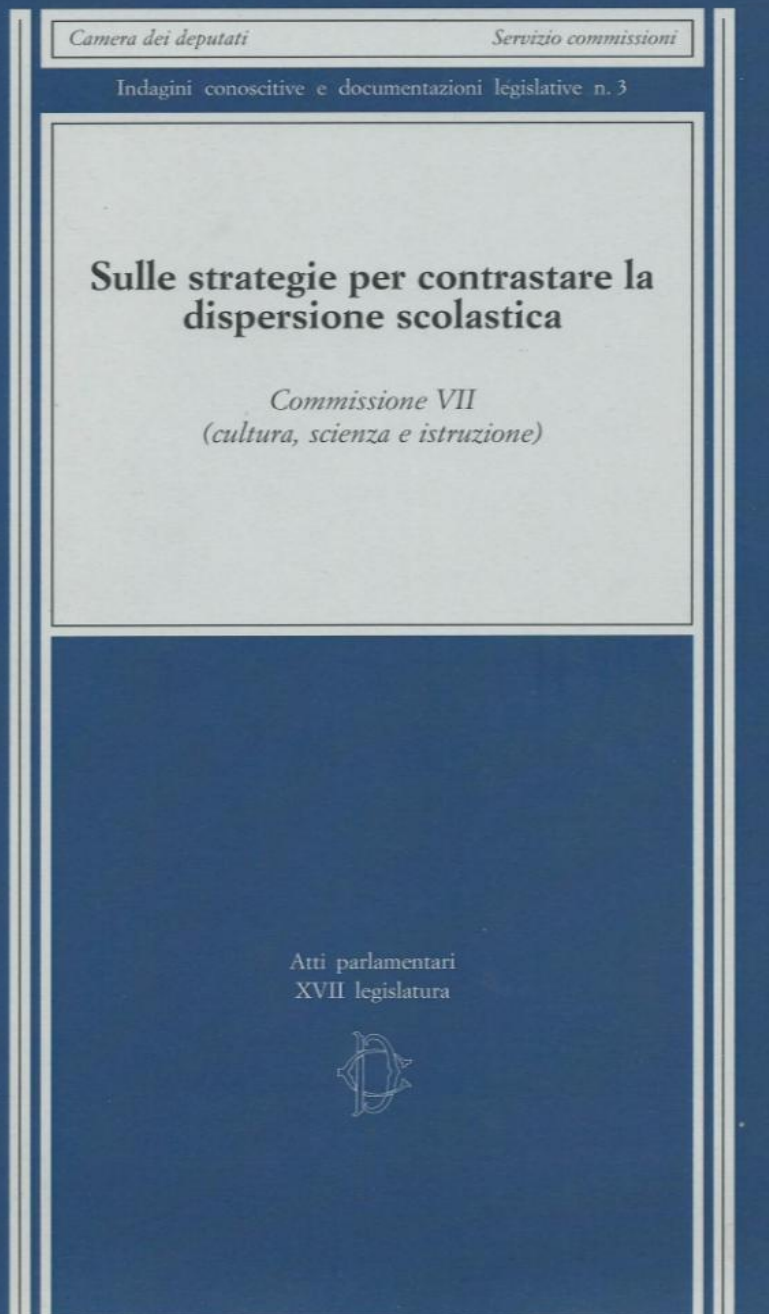 Camera dei deputati Servizio commissioni
Indagini conoscitive e documentazioni legislative n. 3
Sulle strategie per contrastare la
dispersione scolastica
Commissione VII
(cultura, scienza e istruzione)
Atti parlamentari
XVII legislatura